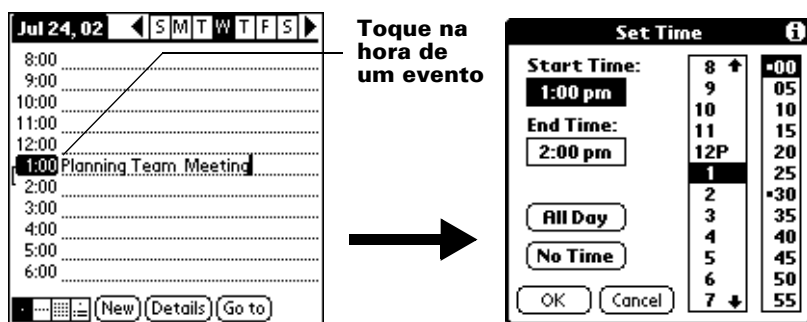 Jul 24, 02 S M T W T F S
8:00
9:00
10:00
11:00
12:00
1:00 Planning Team Meeting
2:00
3:00
4:00
5:00
6:00
New Details Go to
Toque na
hora de
um evento
Set Time
Start Time:
1:00 pm
End Time:
2:00 pm
All Day
No Time
OK Cancel
8
9
10
11
12P
1
2
3
4
5
6
7
00
05
10
15
20
25
30
35
40
45
50
55